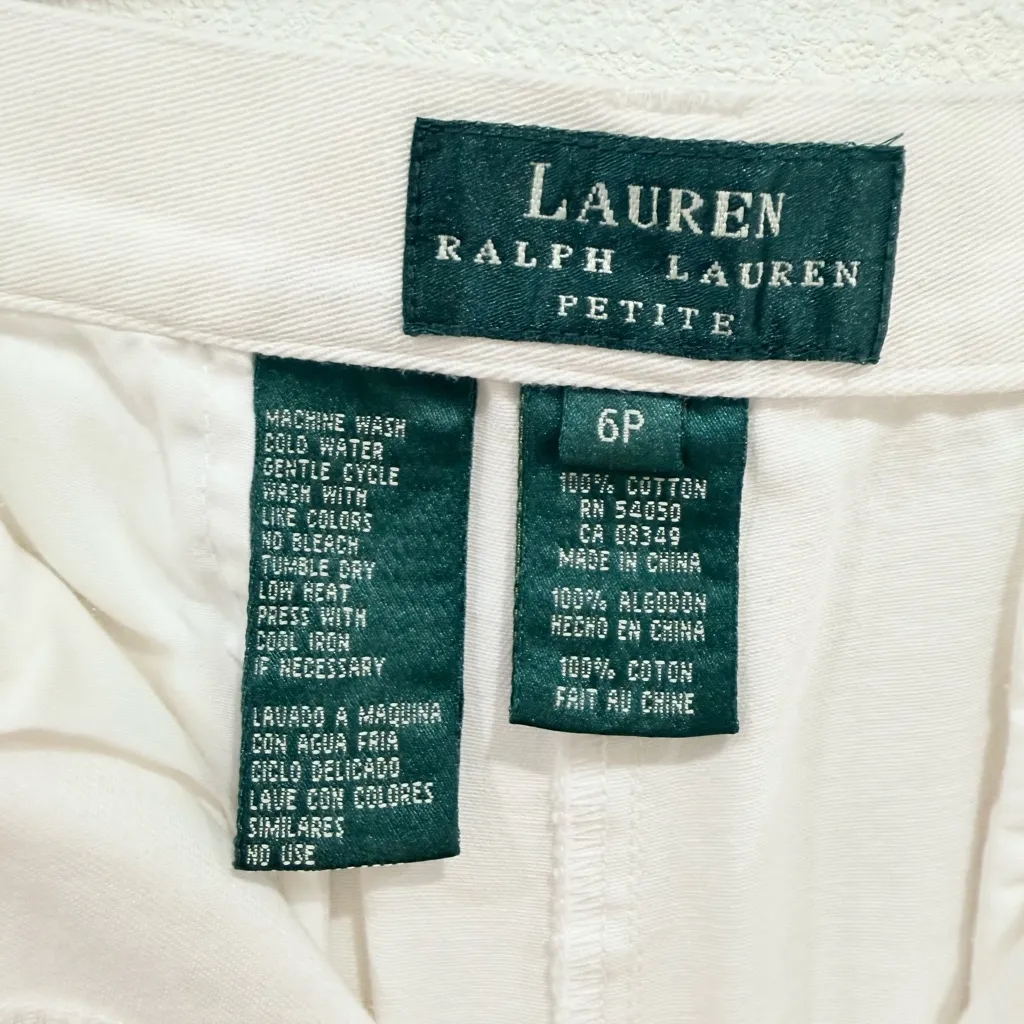 LAUREN
RALPH LAUREN
PETITE
MACHINE WASH
COLD WATER
GENTLE CYCLE
WASH WITH
LIKE COLORS
NO BLEACH
TUMBLE DRY
LOW HEAT
PRESS WITH
COOL IRON
IF NECESSARY
LAVADO A MAQUINA
CON AGUA FRIA
CICLO DELICADO
LAVE CON COLORES
SIMILARES
NO USE
6P
100% COTTON
RN 54050
CA 08349
MADE IN CHINA
100% ALGODON
HECHO EN CHINA
100% COTON
FAIT AU CHINE